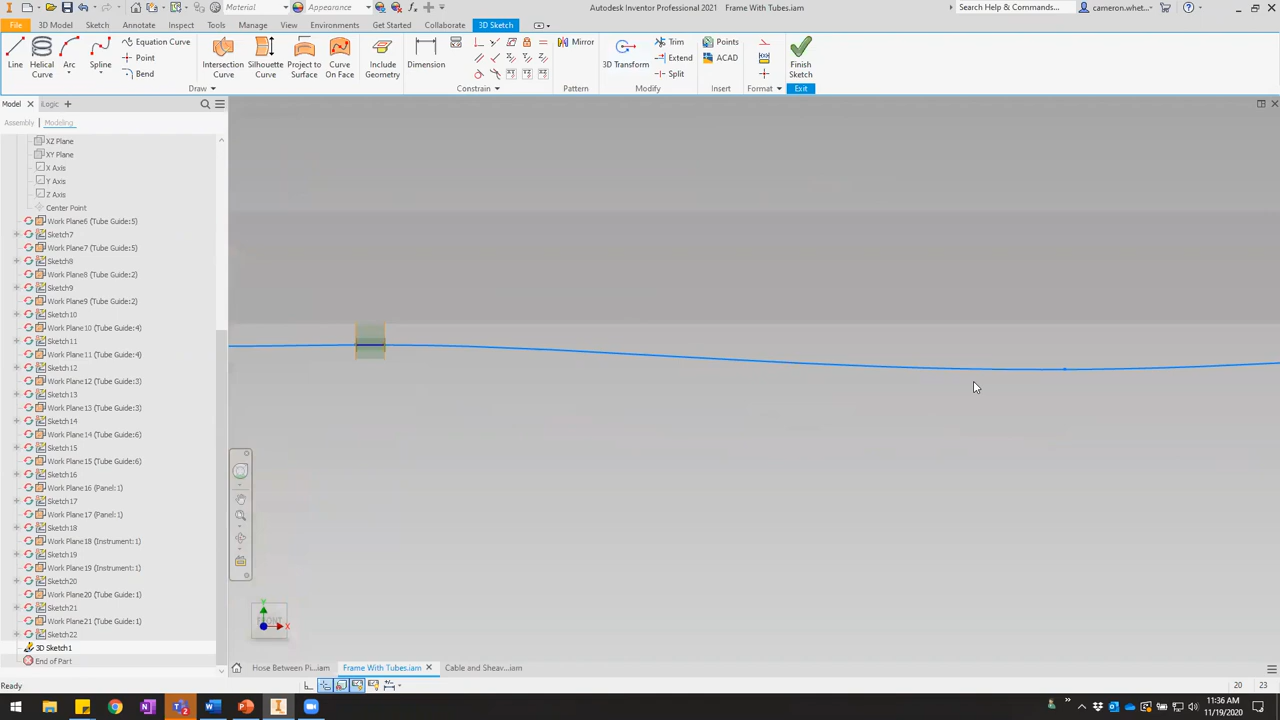 Material
Appearance
Autodesk Inventor Professional 2021 Frame With Tubes.iam
Search Help & Commands...
cameron.whet...
File 3D Model Sketch Annotate Inspect Tools Manage View Environments Get Started Collaborate 3D Sketch
Line
Helical Curve
Arc
Spline
Equation Curve
Point
Bend
Intersection Curve
Silhouette Curve
Project to Surface
Curve On Face
Include Geometry
Dimension
Mirror
3D Transform
Trim
Extend
Split
Points
ACAD
Finish Sketch
Draw
Constrain
Pattern
Modify
Insert
Format
Exit
Model
iLogic
Assembly | Modeling
XZ Plane
XY Plane
X Axis
Y Axis
Z Axis
Center Point
Work Plane6 (Tube Guide:5)
Sketch7
Work Plane7 (Tube Guide:5)
Sketch8
Work Plane8 (Tube Guide:2)
Sketch9
Work Plane9 (Tube Guide:2)
Sketch10
Work Plane10 (Tube Guide:4)
Sketch11
Work Plane11 (Tube Guide:4)
Sketch12
Work Plane12 (Tube Guide:3)
Sketch13
Work Plane13 (Tube Guide:3)
Sketch14
Work Plane14 (Tube Guide:6)
Sketch15
Work Plane15 (Tube Guide:6)
Sketch16
Work Plane16 (Panel:1)
Sketch17
Work Plane17 (Panel:1)
Sketch18
Work Plane18 (Instrument:1)
Sketch19
Work Plane19 (Instrument:1)
Sketch20
Work Plane20 (Tube Guide:1)
Sketch21
Work Plane21 (Tube Guide:1)
Sketch22
3D Sketch1
End of Part
FRONT
Y
X
Hose Between Pi...iam
Frame With Tubes.iam
Cable and Sheav...iam
Ready
20 23
11:36 AM
11/19/2020